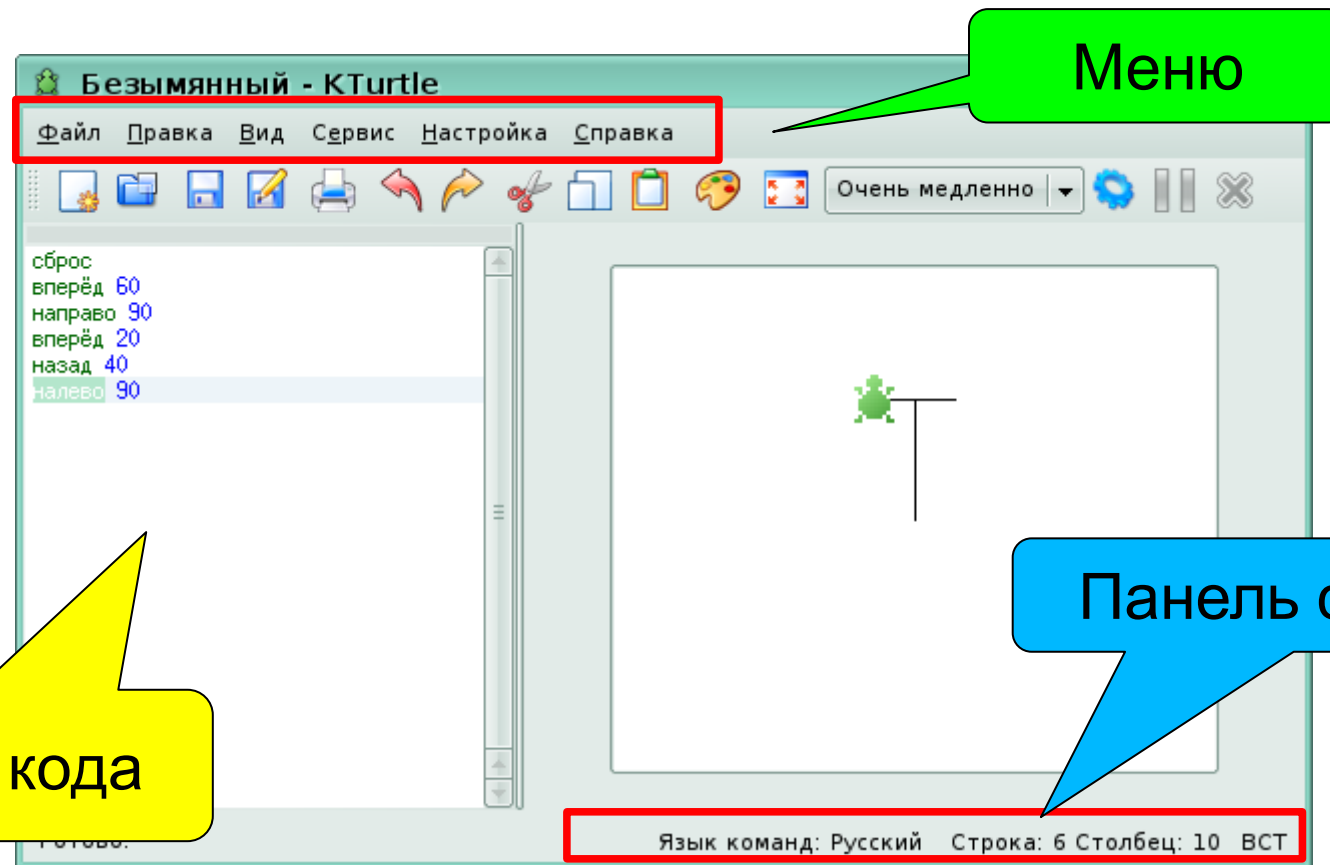 Меню
Безымянный - KTurtle
Файл Правка Вид Сервис Настройка Справка
Очень медленно
сброс
вперёд 60
направо 90
вперёд 20
назад 40
налево 90
Панель
кода
Готово.
Язык команд: Русский Строка: 6 Столбец: 10 ВСТ